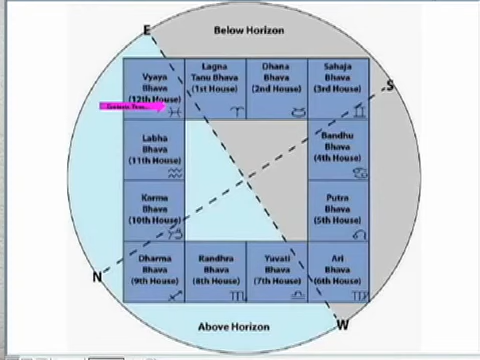 E
Below Horizon
Vyaya
Bhava
(12th House)
Lagna
Tanu Bhava
(1st House)
Dhana
Bhava
(2nd House)
Sahaja
Bhava
(3rd House)
S
Labha
Bhava
(11th House)
Bandhu
Bhava
(4th House)
Karma
Bhava
(10th House)
Putra
Bhava
(5th House)
N
Dharma
Bhava
(9th House)
Randhra
Bhava
(8th House)
Yuvati
Bhava
(7th House)
Ari
Bhava
(6th House)
Above Horizon
W